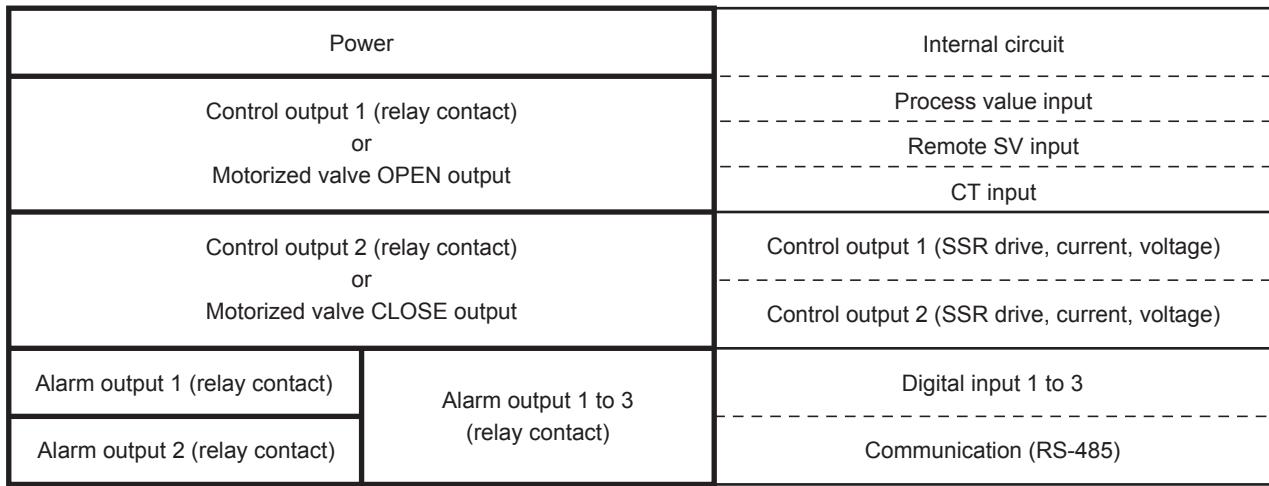 Power
Control output 1 (relay contact)
or
Motorized valve OPEN output
Control output 2 (relay contact)
or
Motorized valve CLOSE output
Alarm output 1 (relay contact)
Alarm output 2 (relay contact)
Alarm output 1 to 3
(relay contact)
Internal circuit
Process value input
Remote SV input
CT input
Control output 1 (SSR drive, current, voltage)
Control output 2 (SSR drive, current, voltage)
Digital input 1 to 3
Communication (RS-485)